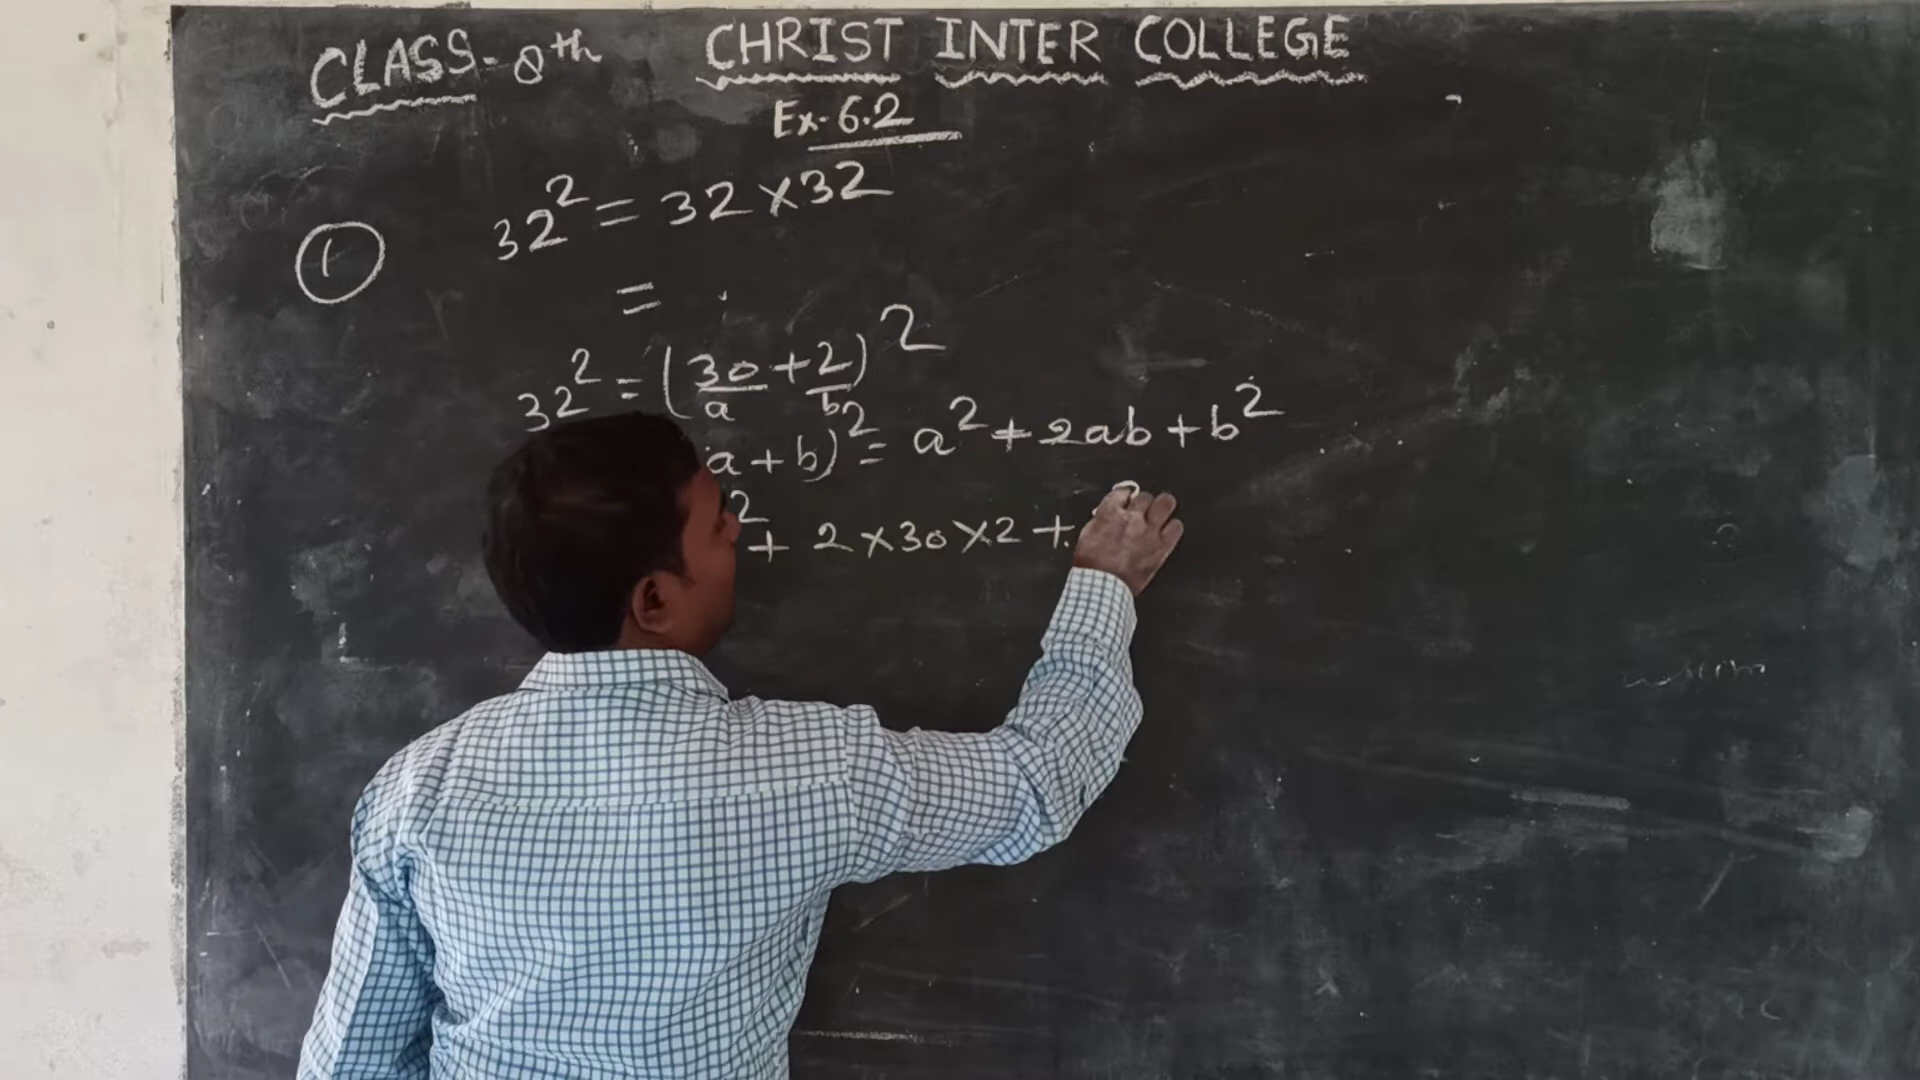 CLASS-8th CHRIST INTER COLLEGE
Ex-6.2
① 32² = 32 × 32
=
32² = (30 + 2)²
a b
a + b)² = a² + 2ab + b²
² + 2 × 30 × 2 +